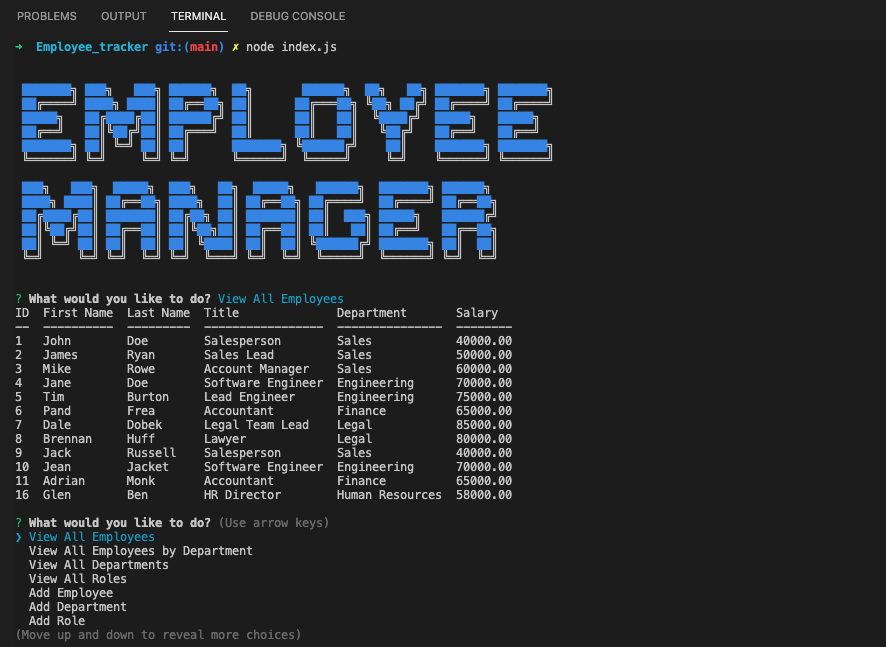 PROBLEMS OUTPUT TERMINAL DEBUG CONSOLE
➜ Employee_tracker git:(main) ✗ node index.js
EMPLOYEE
MANAGER
? What would you like to do? View All Employees
ID First Name Last Name Title Department Salary
-- ---------- --------- ----------------- --------------- --------
1 John Doe Salesperson Sales 40000.00
2 James Ryan Sales Lead Sales 50000.00
3 Mike Rowe Account Manager Sales 60000.00
4 Jane Doe Software Engineer Engineering 70000.00
5 Tim Burton Lead Engineer Engineering 75000.00
6 Pand Frea Accountant Finance 65000.00
7 Dale Dobek Legal Team Lead Legal 85000.00
8 Brennan Huff Lawyer Legal 80000.00
9 Jack Russell Salesperson Sales 40000.00
10 Jean Jacket Software Engineer Engineering 70000.00
11 Adrian Monk Accountant Finance 65000.00
16 Glen Ben HR Director Human Resources 58000.00
? What would you like to do? (Use arrow keys)
❯ View All Employees
View All Employees by Department
View All Departments
View All Roles
Add Employee
Add Department
Add Role
(Move up and down to reveal more choices)